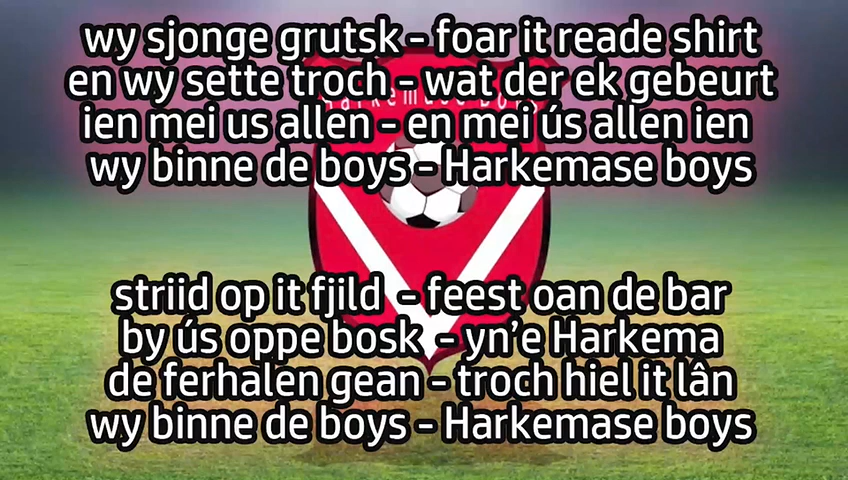 wy sjonge grutsk - foar it reade shirt
en wy sette troch - wat der ek gebeurt
Harkemase Boys
ien mei us allen - en mei ús allen ien
wy binne de boys - Harkemase boys
striid op it fjild - feest oan de bar
by ús oppe bosk - yn’e Harkema
de ferhalen gean - troch hiel it lân
wy binne de boys - Harkemase boys